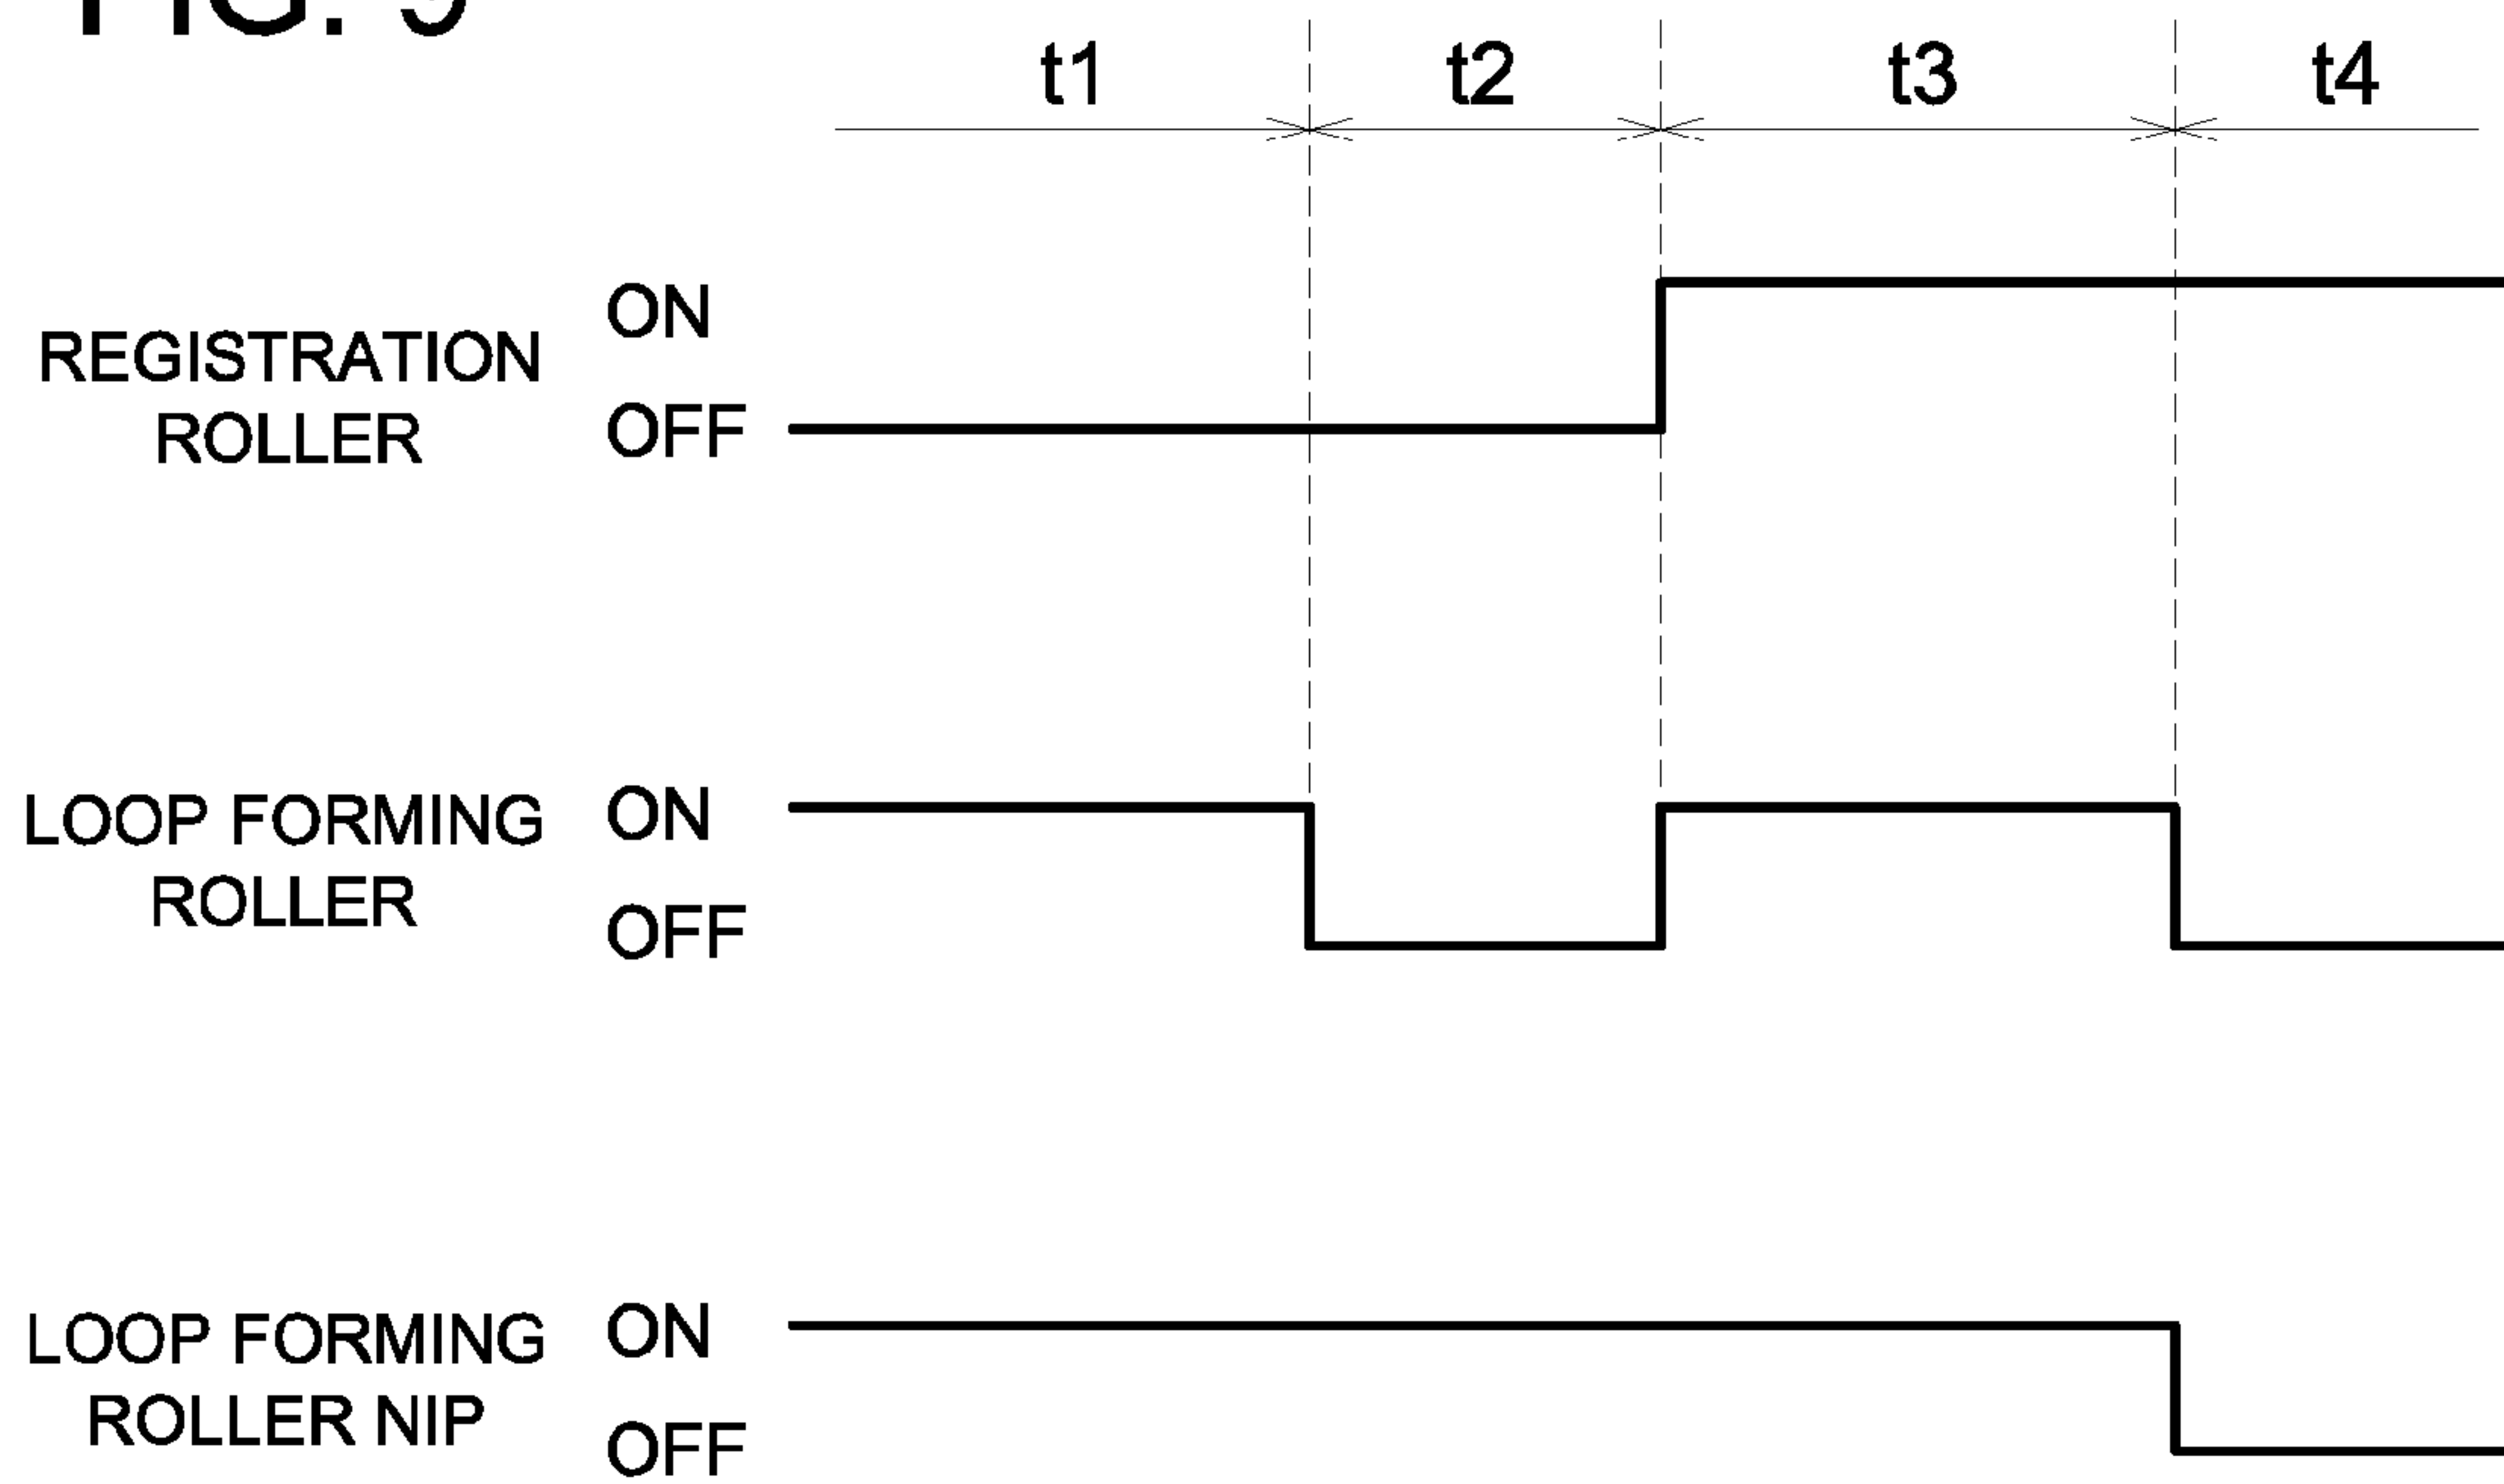 FIG.
t1 t2 t3 t4
ON
REGISTRATION
ROLLER
OFF
ON
LOOP FORMING
ROLLER
OFF
ON
LOOP FORMING
ROLLER NIP
OFF